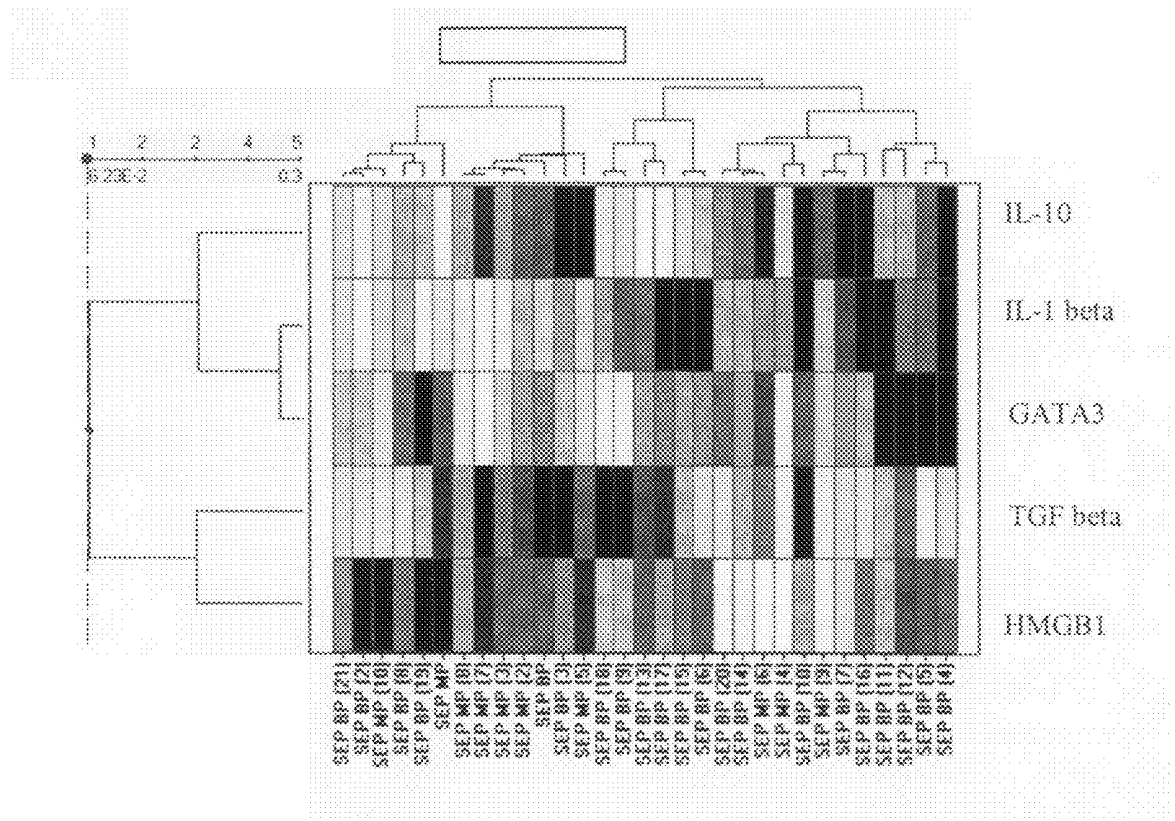 1 2 2 4 5
0.23E-2 0.3
IL-10
IL-1 beta
GATA3
TGF beta
HMGB1
SEP BP [21]
SEP BP [2]
SEP MP [10]
SEP BP [8]
SEP BP [19]
SEP MP
SEP MP [8]
SEP MP [7]
SEP MP [3]
SEP MP [2]
SEP BP
SEP BP [3]
SEP MP [5]
SEP BP [18]
SEP BP [9]
SEP BP [13]
SEP BP [17]
SEP BP [15]
SEP BP [6]
SEP BP [20]
SEP BP [14]
SEP MP [6]
SEP MP [4]
SEP BP [10]
SEP MP [9]
SEP BP [7]
SEP BP [16]
SEP BP [11]
SEP BP [12]
SEP BP [5]
SEP BP [4]